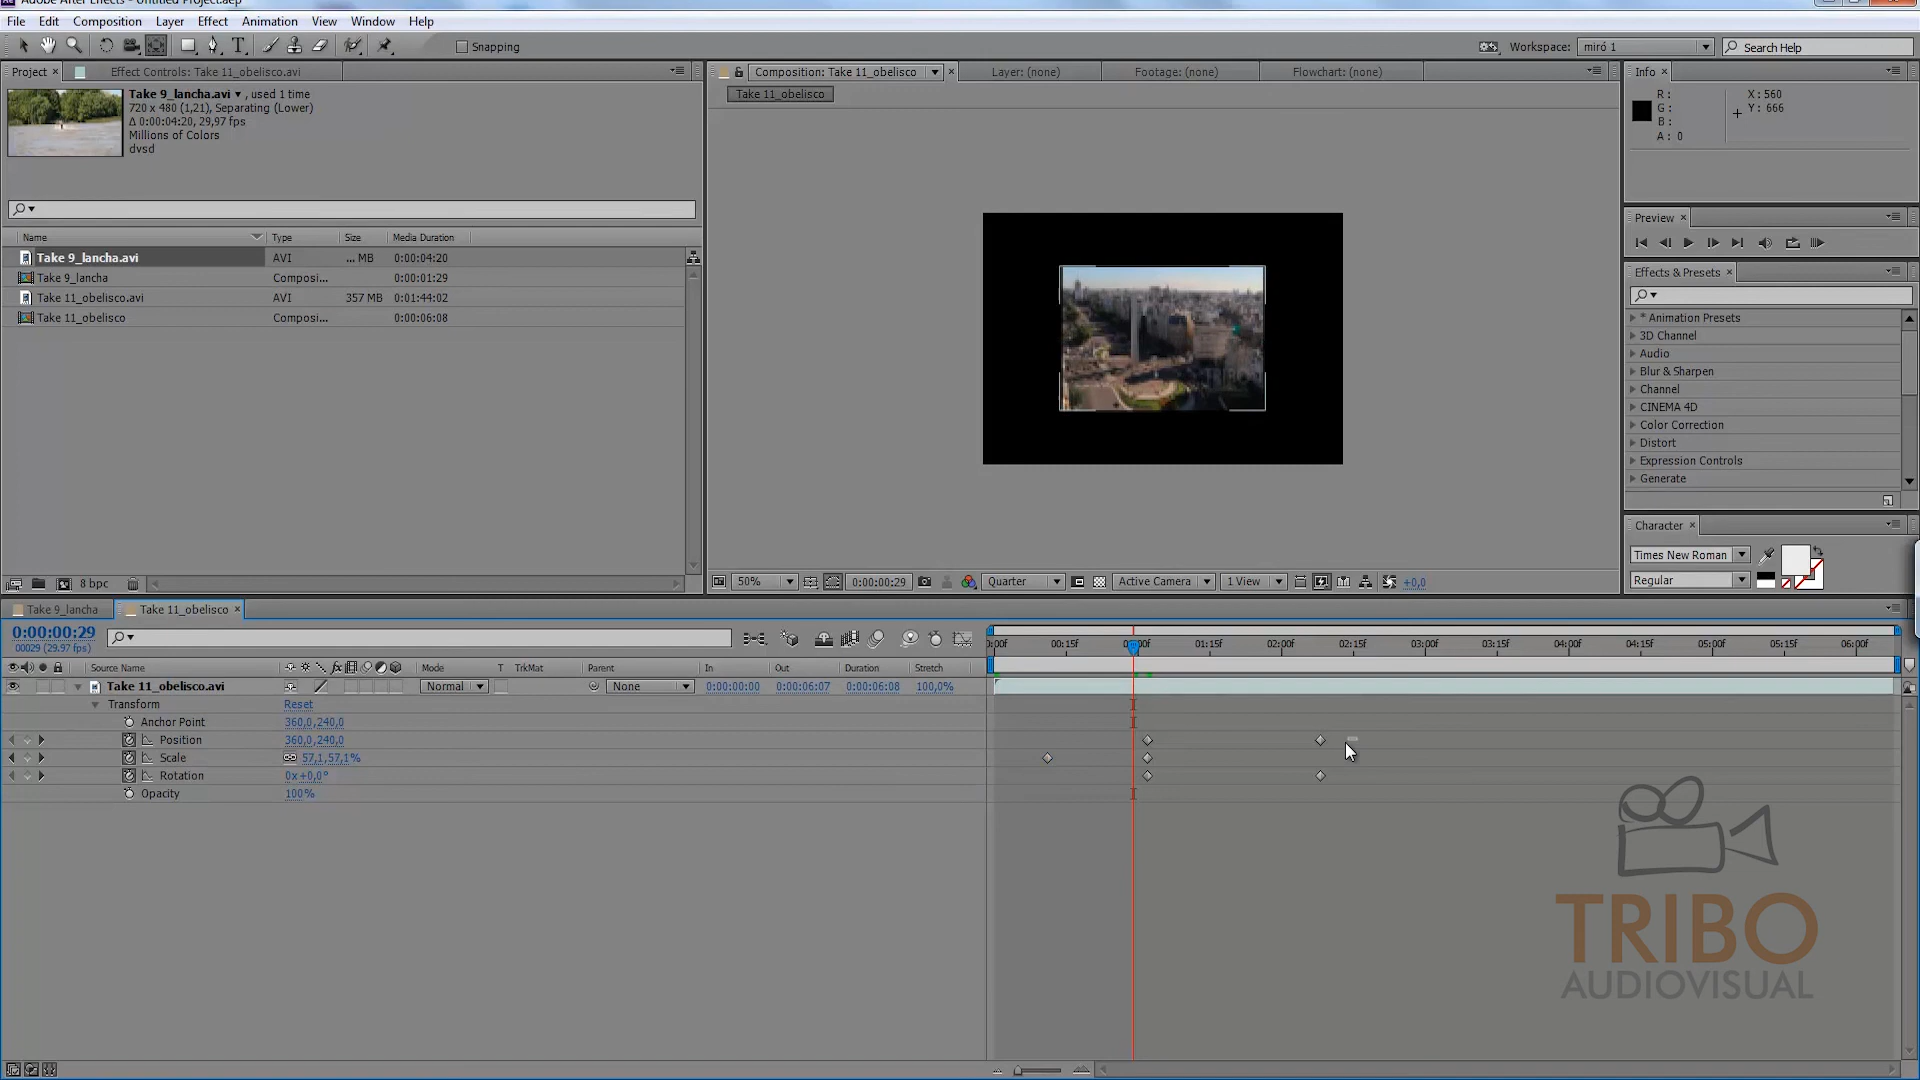 Adobe After Effects - Untitled Project.aep
File Edit Composition Layer Effect Animation View Window Help
Snapping
Workspace: miró 1
Search Help
Project Effect Controls: Take 11_obelisco.avi
Composition: Take 11_obelisco Layer: (none) Footage: (none) Flowchart: (none)
Info
Take 11_obelisco
Take 9_lancha.avi , used 1 time
720 x 480 (1,21), Separating (Lower)
Δ 0:00:04:20, 29,97 fps
Millions of Colors
dvsd
R :
G :
B :
A : 0
X : 560
Y : 666
Preview
Effects & Presets
Name Type Size Media Duration
Take 9_lancha.avi AVI ... MB 0:00:04:20
Take 9_lancha Composi... 0:00:01:29
Take 11_obelisco.avi AVI 357 MB 0:01:44:02
Take 11_obelisco Composi... 0:00:06:08
* Animation Presets
3D Channel
Audio
Blur & Sharpen
Channel
CINEMA 4D
Color Correction
Distort
Expression Controls
Generate
Character
Times New Roman
Regular
8 bpc
50% 0:00:00:29 Quarter Active Camera 1 View +0,0
Take 9_lancha Take 11_obelisco
0:00:00:29
00029 (29.97 fps)
00:15f 01:15f 02:00f 02:15f 03:00f 03:15f 04:00f 04:15f 05:00f 05:15f 06:00f
Source Name Mode T TrkMat Parent In Out Duration Stretch
Take 11_obelisco.avi Normal None 0:00:00:00 0:00:06:07 0:00:06:08 100,0%
Transform Reset
Anchor Point 360,0,240,0
Position 360,0,240,0
Scale 57,1,57,1%
Rotation 0x+0,0°
Opacity 100%
TRIBO
AUDIOVISUAL